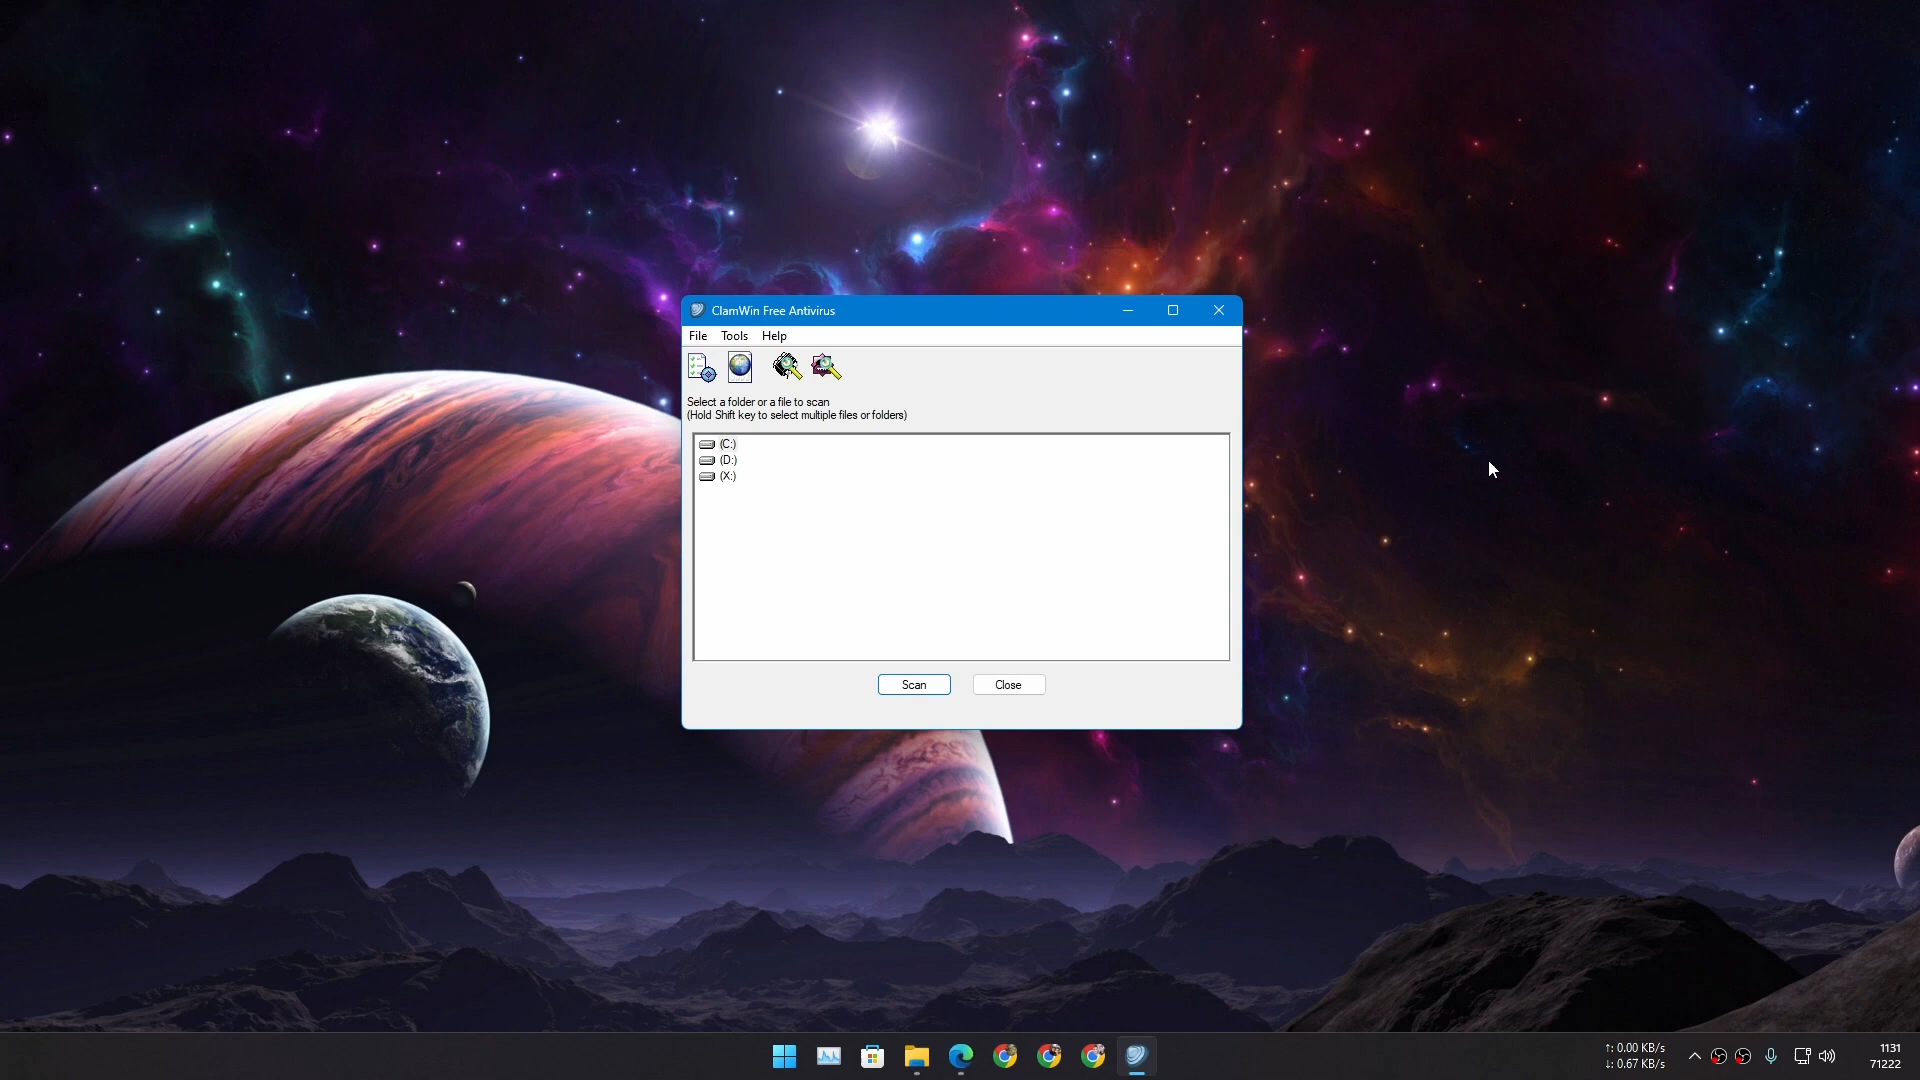 ClamWin Free Antivirus
File Tools Help
Select a folder or a file to scan
(Hold Shift key to select multiple files or folders)
(C:)
(D:)
(X:)
Scan Close
↑: 0.00 KB/s
↓: 0.67 KB/s
1131
71222